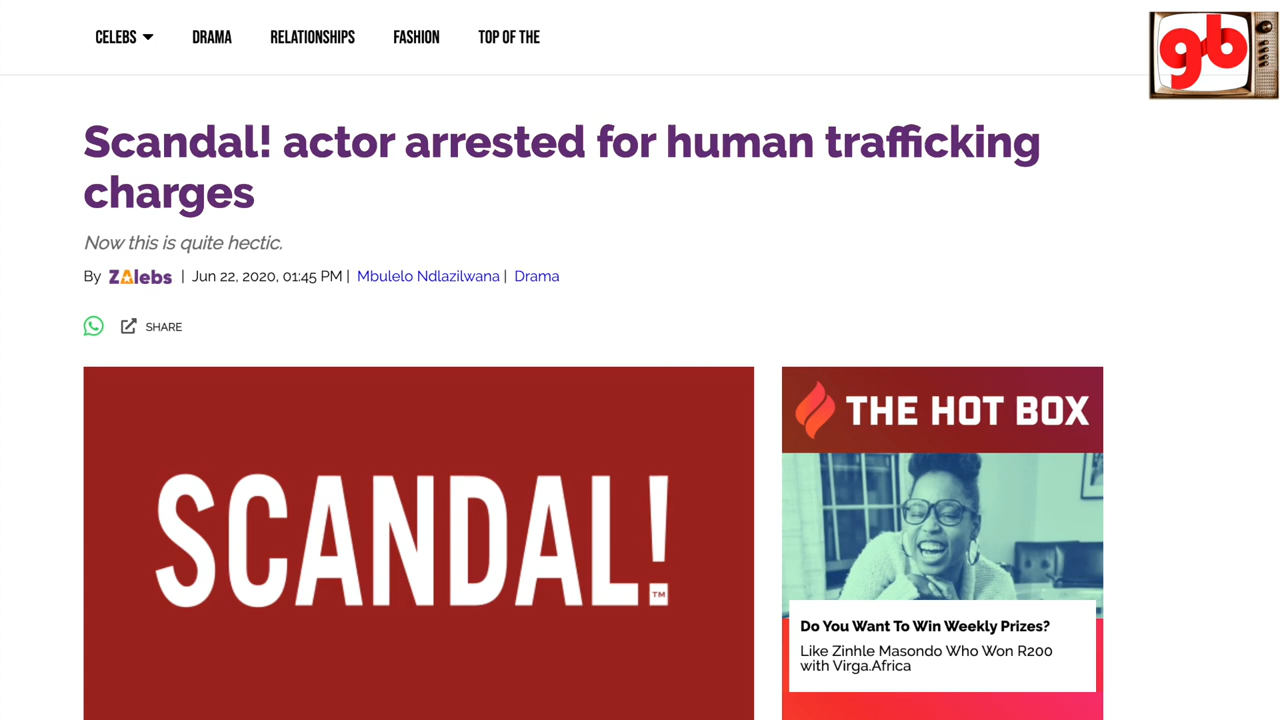 CELEBS DRAMA RELATIONSHIPS FASHION TOP OF THE
gb
Scandal! actor arrested for human trafficking
charges
Now this is quite hectic.
By ZAlebs | Jun 22, 2020, 01:45 PM | Mbulelo Ndlazilwana | Drama
SHARE
SCANDAL!
TM
THE HOT BOX
Do You Want To Win Weekly Prizes?
Like Zinhle Masondo Who Won R200
with Virga.Africa